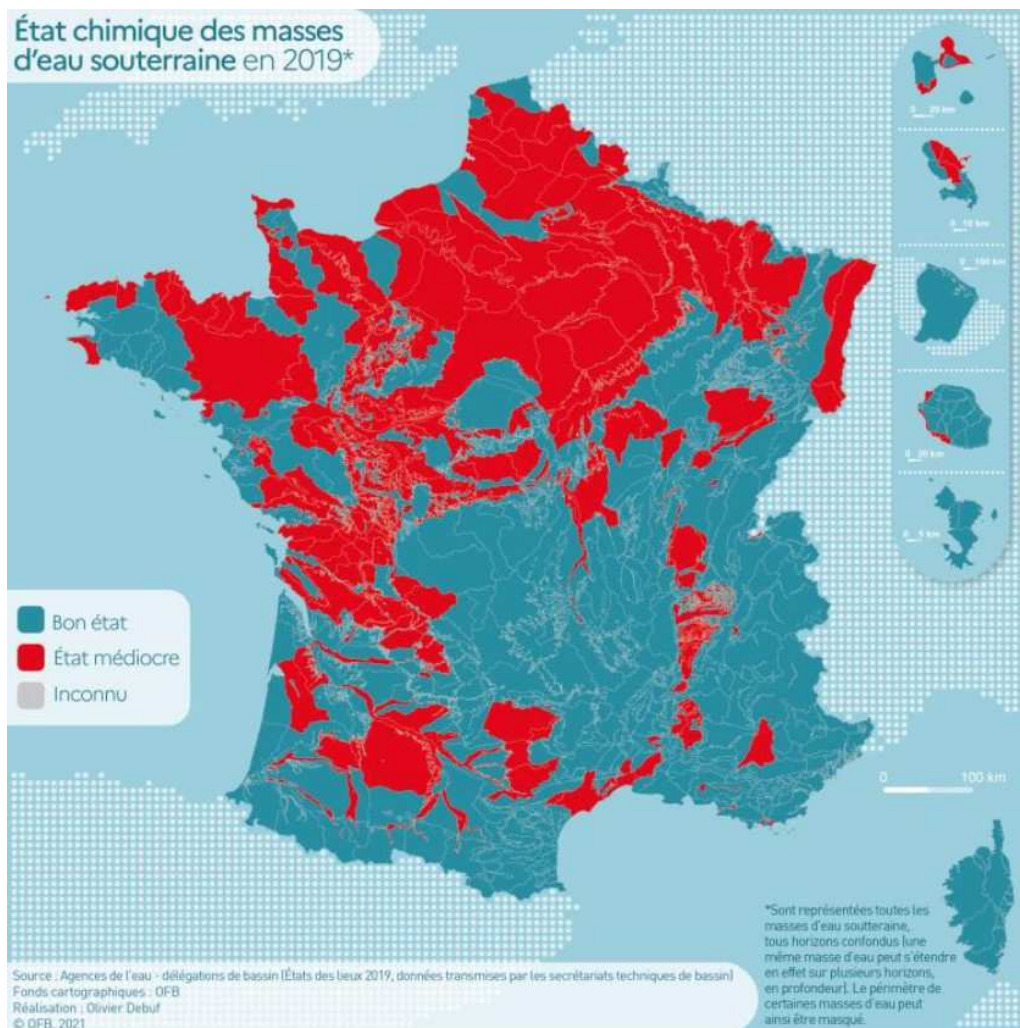 État chimique des masses
d'eau souterraine en 2019*
0 20 km
0 10 km
0 100 km
0 20 km
0 5 km
Bon état
État médiocre
Inconnu
0 100 km
*Sont représentées toutes les
masses d'eau soutteraine,
tous horizons confondus (une
même masse d'eau peut s'étendre
en effet sur plusieurs horizons,
en profondeur). Le périmètre de
certaines masses d'eau peut
ainsi être masqué.
Source : Agences de l'eau - délégations de bassin (États des lieux 2019, données transmises par les secrétariats techniques de bassin)
Fonds cartographiques : OFB
Réalisation : Olivier Debuf
© OFB, 2021